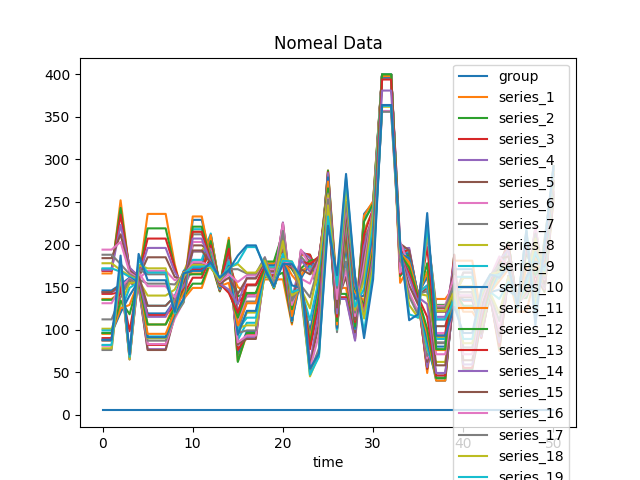 Nomeal Data
400
350
300
250
200
150
100
50
0
0 10 20 30 40 50
time
group
series_1
series_2
series_3
series_4
series_5
series_6
series_7
series_8
series_9
series_10
series_11
series_12
series_13
series_14
series_15
series_16
series_17
series_18
series_19